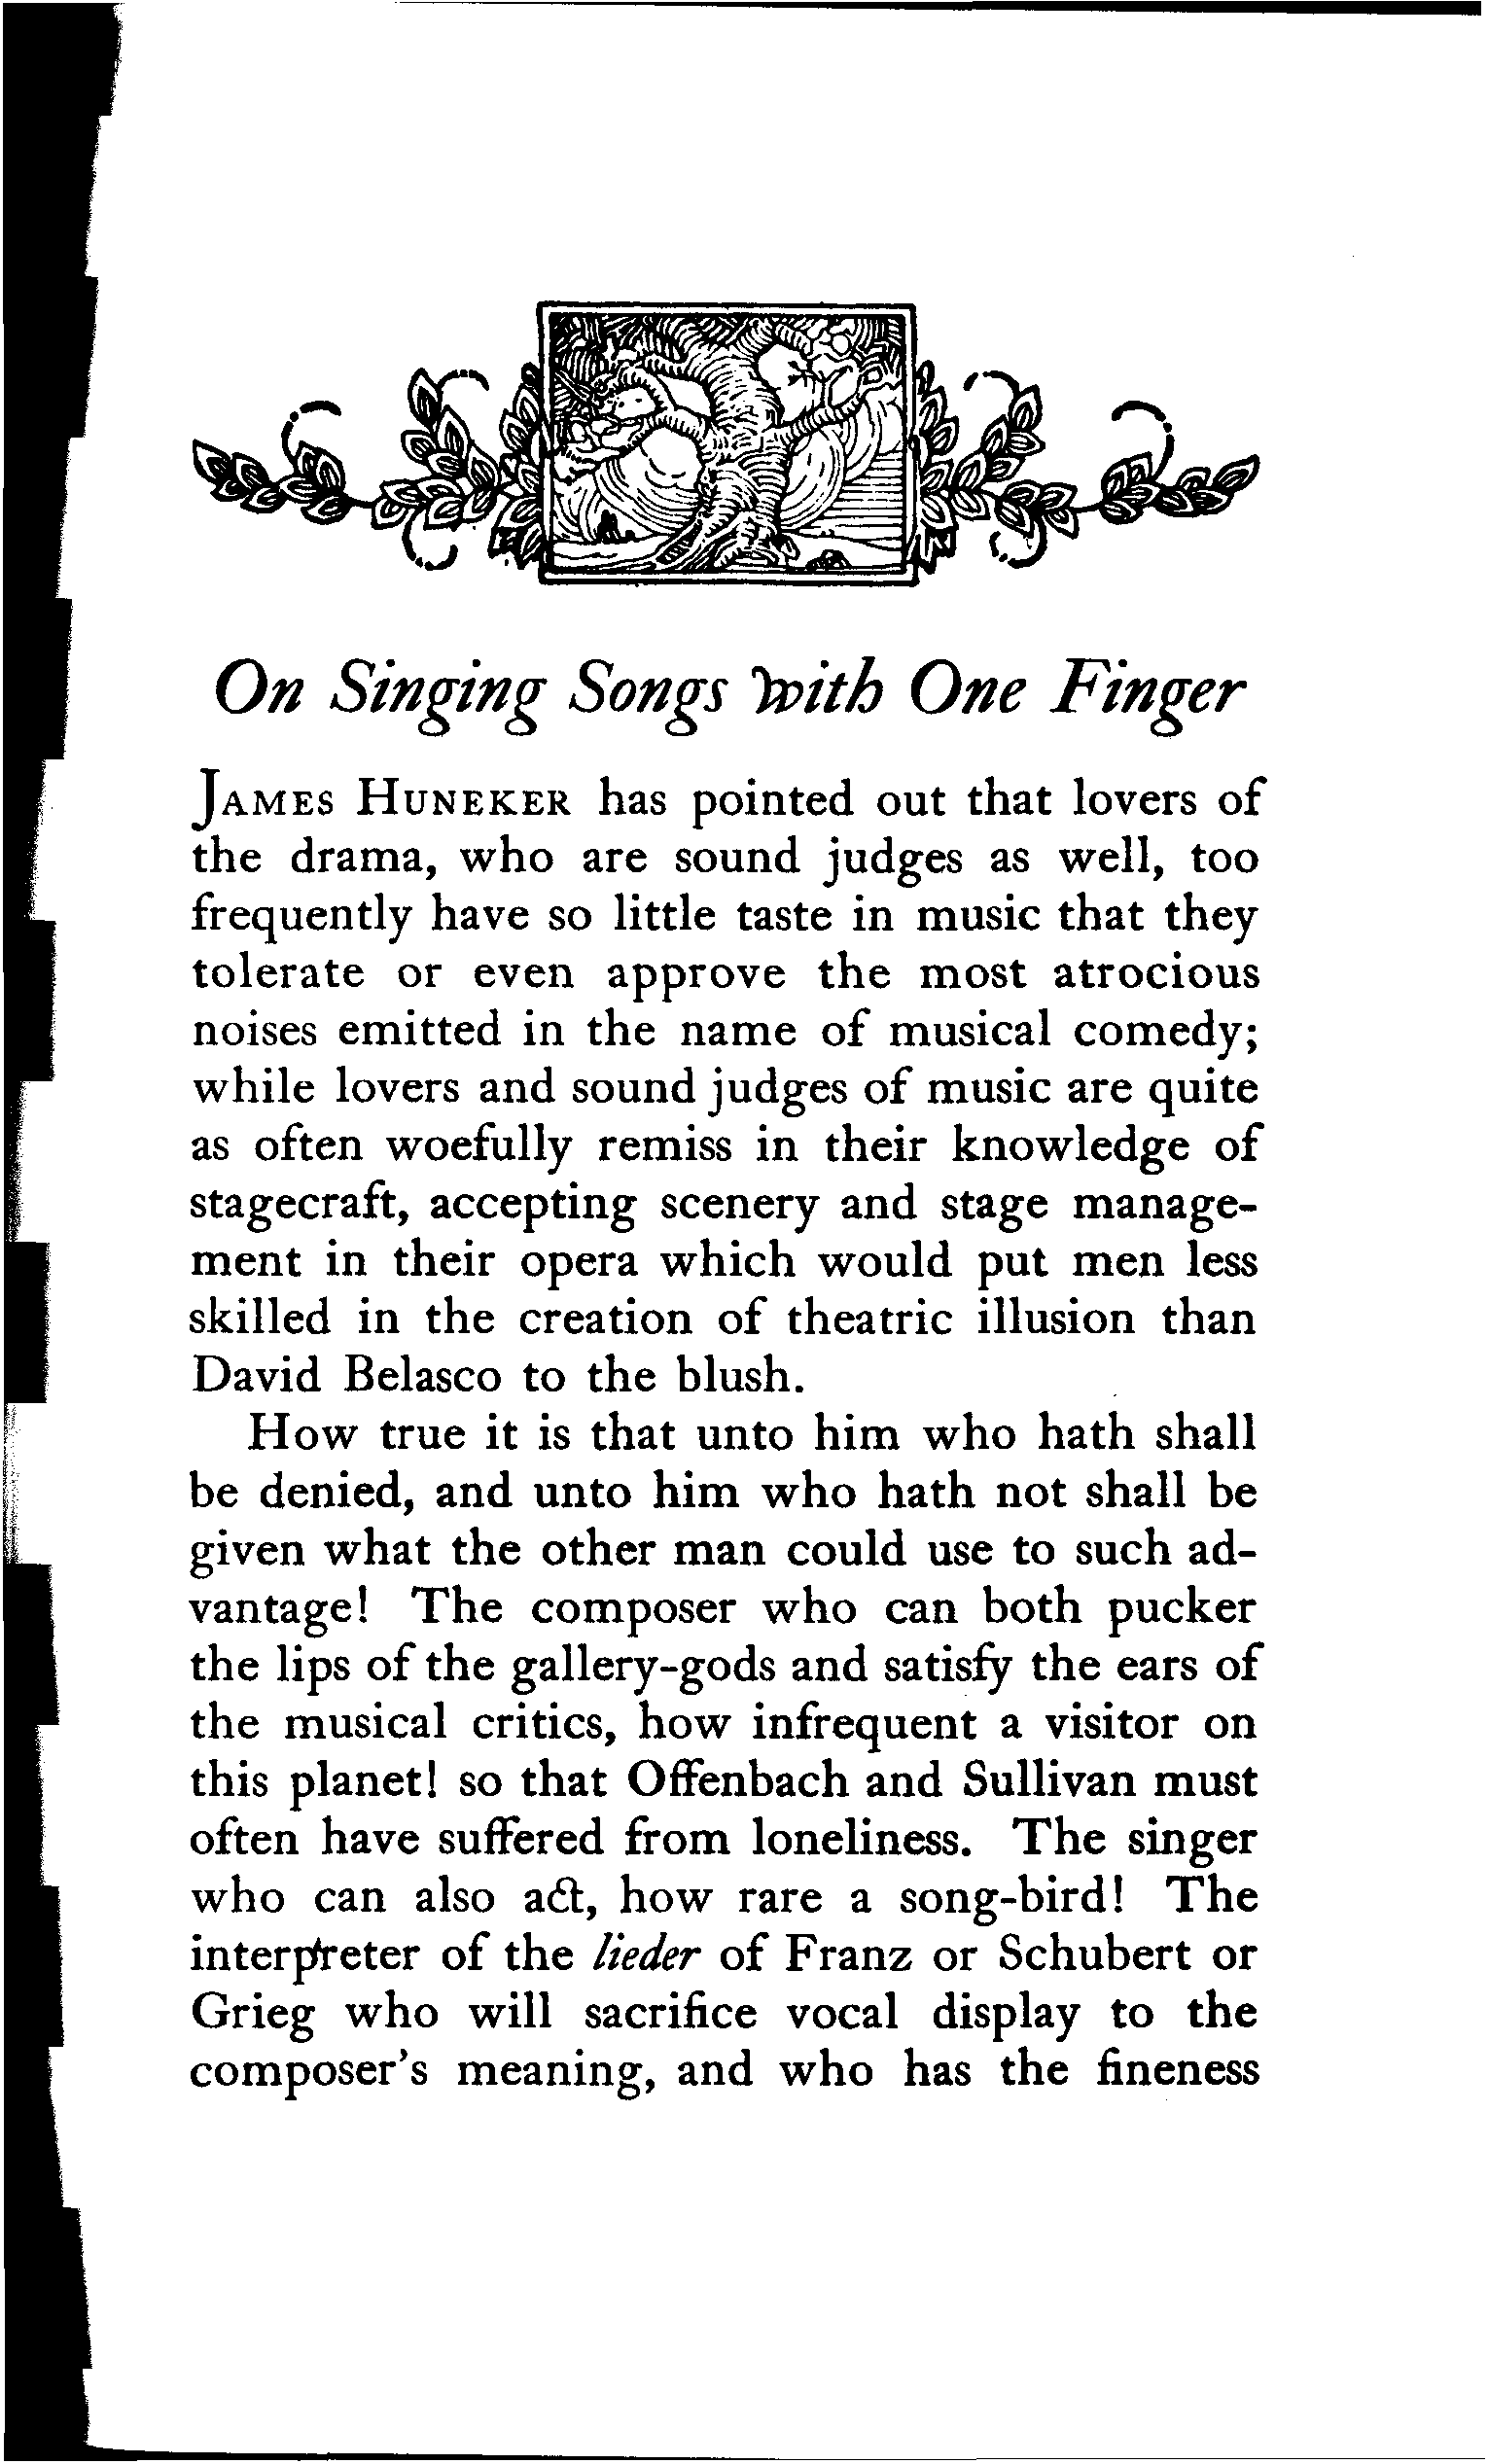 On Singing Songs With One Finger
JAMES HUNEKER has pointed out that lovers of
the drama, who are sound judges as well, too
frequently have so little taste in music that they
tolerate or even approve the most atrocious
noises emitted in the name of musical comedy;
while lovers and sound judges of music are quite
as often woefully remiss in their knowledge of
stagecraft, accepting scenery and stage manage-
ment in their opera which would put men less
skilled in the creation of theatric illusion than
David Belasco to the blush.
How true it is that unto him who hath shall
be denied, and unto him who hath not shall be
given what the other man could use to such ad-
vantage! The composer who can both pucker
the lips of the gallery-gods and satisfy the ears of
the musical critics, how infrequent a visitor on
this planet! so that Offenbach and Sullivan must
often have suffered from loneliness. The singer
who can also act, how rare a song-bird! The
interpreter of the lieder of Franz or Schubert or
Grieg who will sacrifice vocal display to the
composer's meaning, and who has the fineness